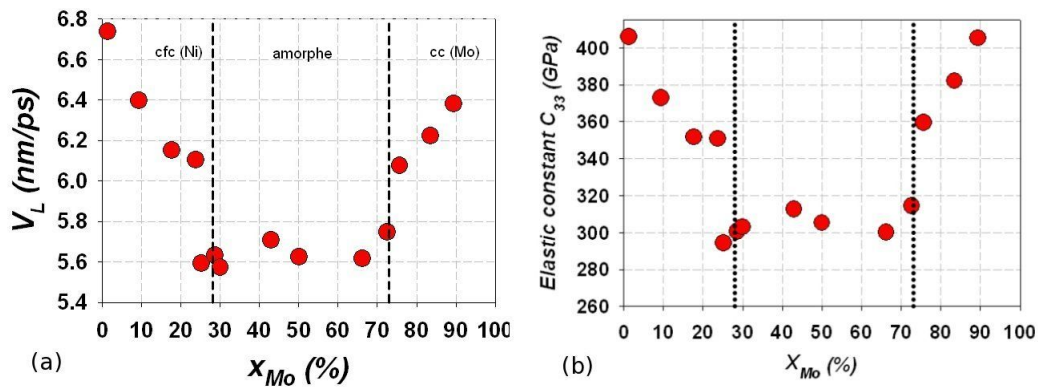 6.8
6.6
6.4
6.2
6.0
5.8
5.6
5.4
V_L (nm/ps)
cfc (Ni)
amorphe
cc (Mo)
0 10 20 30 40 50 60 70 80 90 100
x_Mo (%)
(a)
400
380
360
340
320
300
280
260
Elastic constant C_33 (GPa)
0 10 20 30 40 50 60 70 80 90 100
X_Mo (%)
(b)